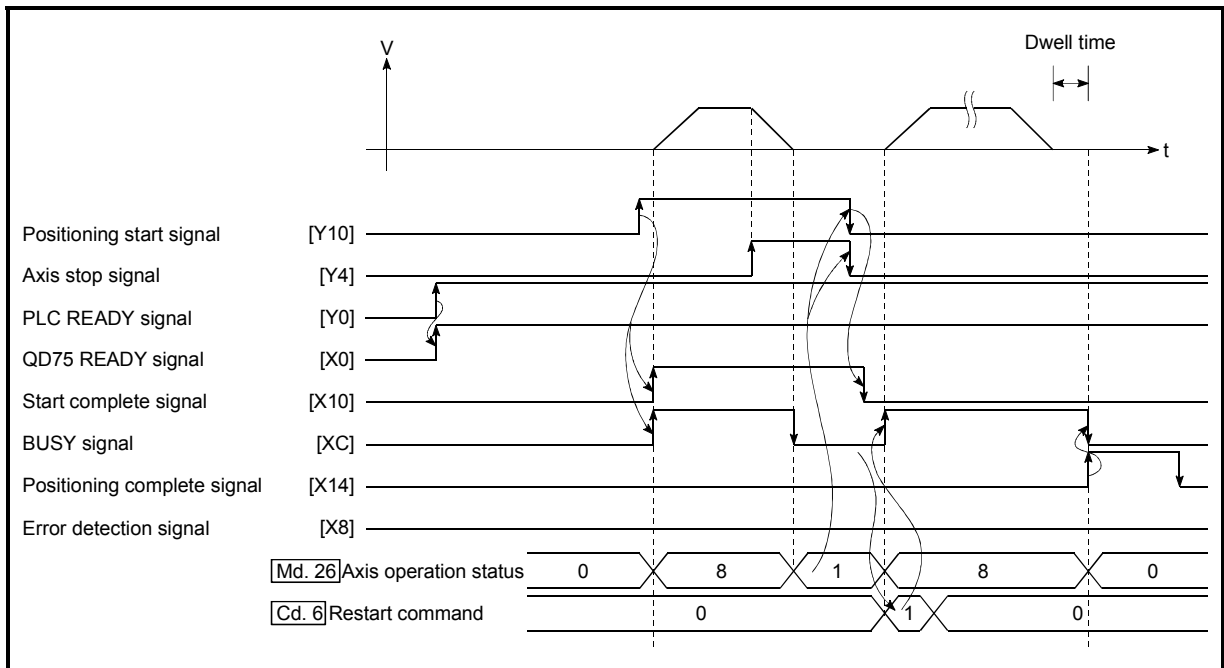 Dwell time
V
t
Positioning start signal [Y10]
Axis stop signal [Y4]
PLC READY signal [Y0]
QD75 READY signal [X0]
Start complete signal [X10]
BUSY signal [XC]
Positioning complete signal [X14]
Error detection signal [X8]
Md. 26 Axis operation status 0 8 1 8 0
Cd. 6 Restart command 0 1 0